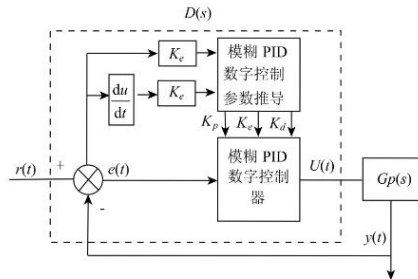 D(s)
K_e
模糊 PID
数字控制
参数推导
du
dt
K_e
K_p K_e K_d
r(t) + e(t)
模糊 PID
数字控制
器
U(t)
Gp(s)
-
y(t)